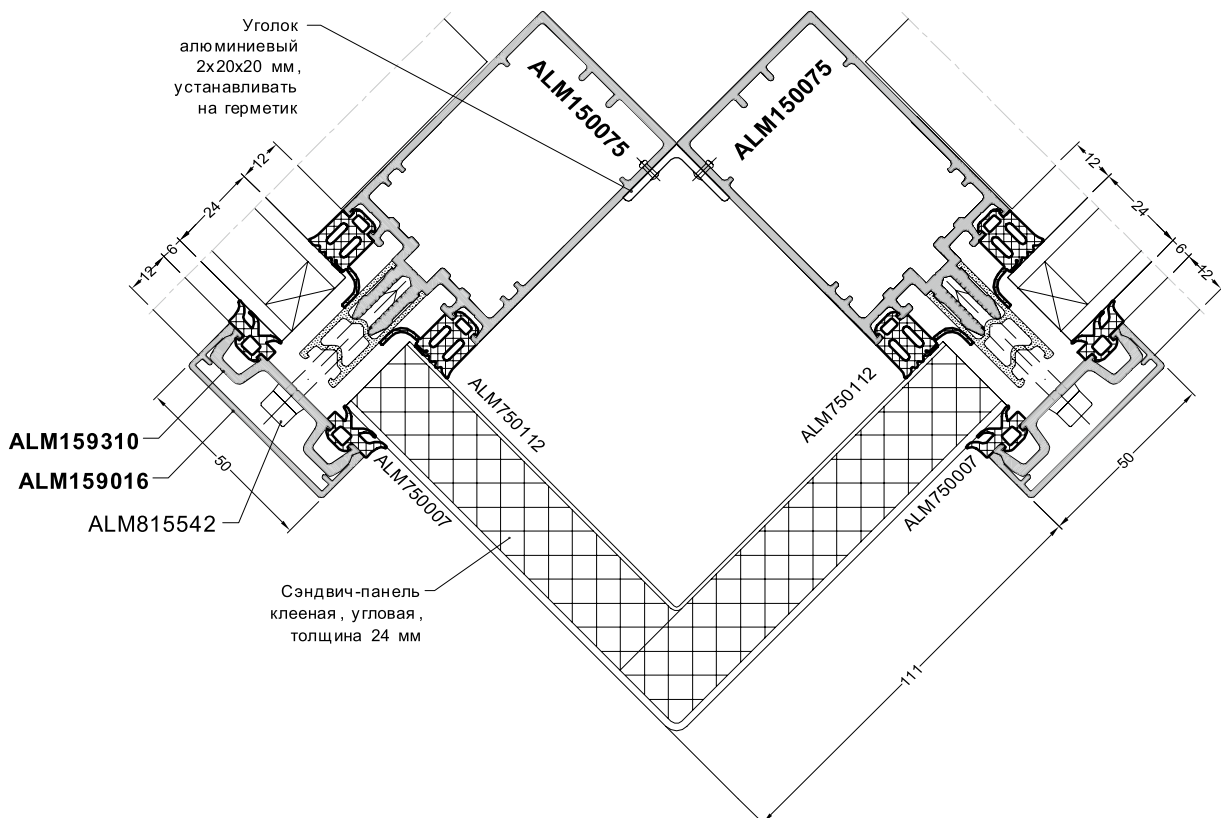 Уголок
алюминиевый
2х20х20 мм,
устанавливать
на герметик
ALM150075
ALM150075
12
24
6
12
12
24
6
12
ALM750112
ALM750112
ALM159310
ALM159016
ALM815542
50
ALM750007
ALM750007
50
Сэндвич-панель
клееная, угловая,
толщина 24 мм
111